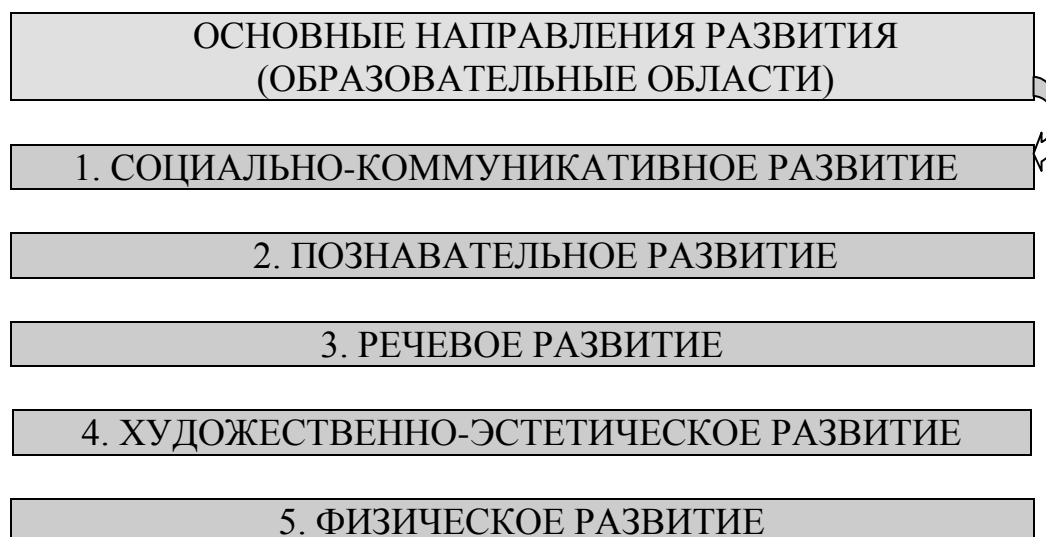 ОСНОВНЫЕ НАПРАВЛЕНИЯ РАЗВИТИЯ
(ОБРАЗОВАТЕЛЬНЫЕ ОБЛАСТИ)
1. СОЦИАЛЬНО-КОММУНИКАТИВНОЕ РАЗВИТИЕ
2. ПОЗНАВАТЕЛЬНОЕ РАЗВИТИЕ
3. РЕЧЕВОЕ РАЗВИТИЕ
4. ХУДОЖЕСТВЕННО-ЭСТЕТИЧЕСКОЕ РАЗВИТИЕ
5. ФИЗИЧЕСКОЕ РАЗВИТИЕ